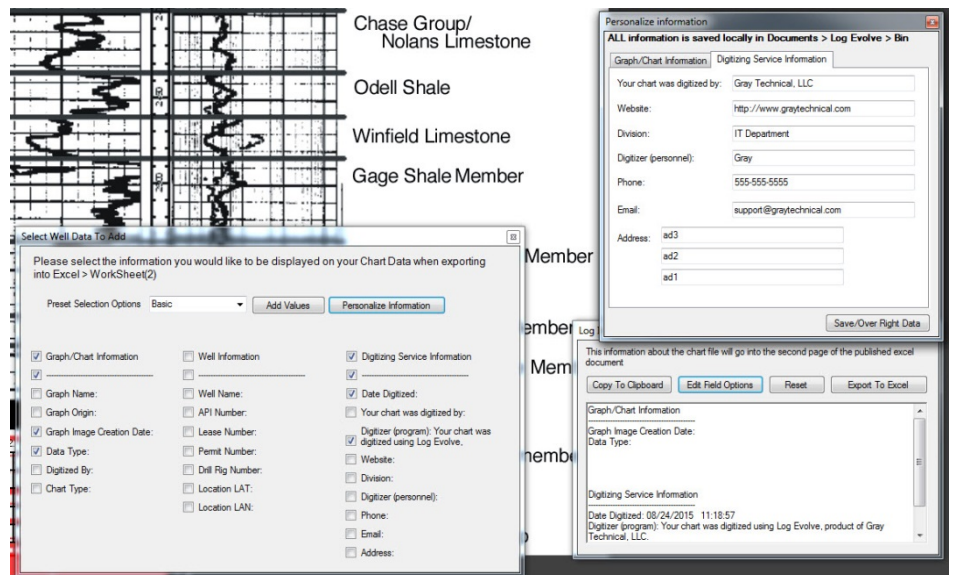 Chase Group/
Nolans Limestone
Odell Shale
Winfield Limestone
Gage Shale Member
Member
Personalize information
ALL information is saved locally in Documents > Log Evolve > Bin
Graph/Chart Information
Digitizing Service Information
Your chart was digitized by: Gray Technical, LLC
Website: http://www.graytechnical.com
Division: IT Department
Digitizer (personnel): Gray
Phone: 555-555-5555
Email: support@graytechnical.com
Address: ad3
ad2
ad1
Save/Over Right Data
Select Well Data To Add
Please select the information you would like to be displayed on your Chart Data when exporting
into Excel > WorkSheet(2)
Preset Selection Options Basic Add Values Personalize Information
Graph/Chart Information
Graph Name:
Graph Origin:
Graph Image Creation Date:
Data Type:
Digitized By:
Chart Type:
Well Information
Well Name:
API Number:
Lease Number:
Permit Number:
Drill Rig Number:
Location LAT:
Location LAN:
Digitizing Service Information
Date Digitized:
Your chart was digitized by:
Digitizer (program): Your chart was
digitized using Log Evolve,
Website:
Division:
Digitizer (personnel):
Phone:
Email:
Address:
Log
This information about the chart file will go into the second page of the published excel
document
Copy To Clipboard Edit Field Options Reset Export To Excel
Graph/Chart Information
Graph Image Creation Date:
Data Type:
Digitizing Service Information
Date Digitized: 08/24/2015 11:18:57
Digitizer (program): Your chart was digitized using Log Evolve, product of Gray
Technical, LLC.